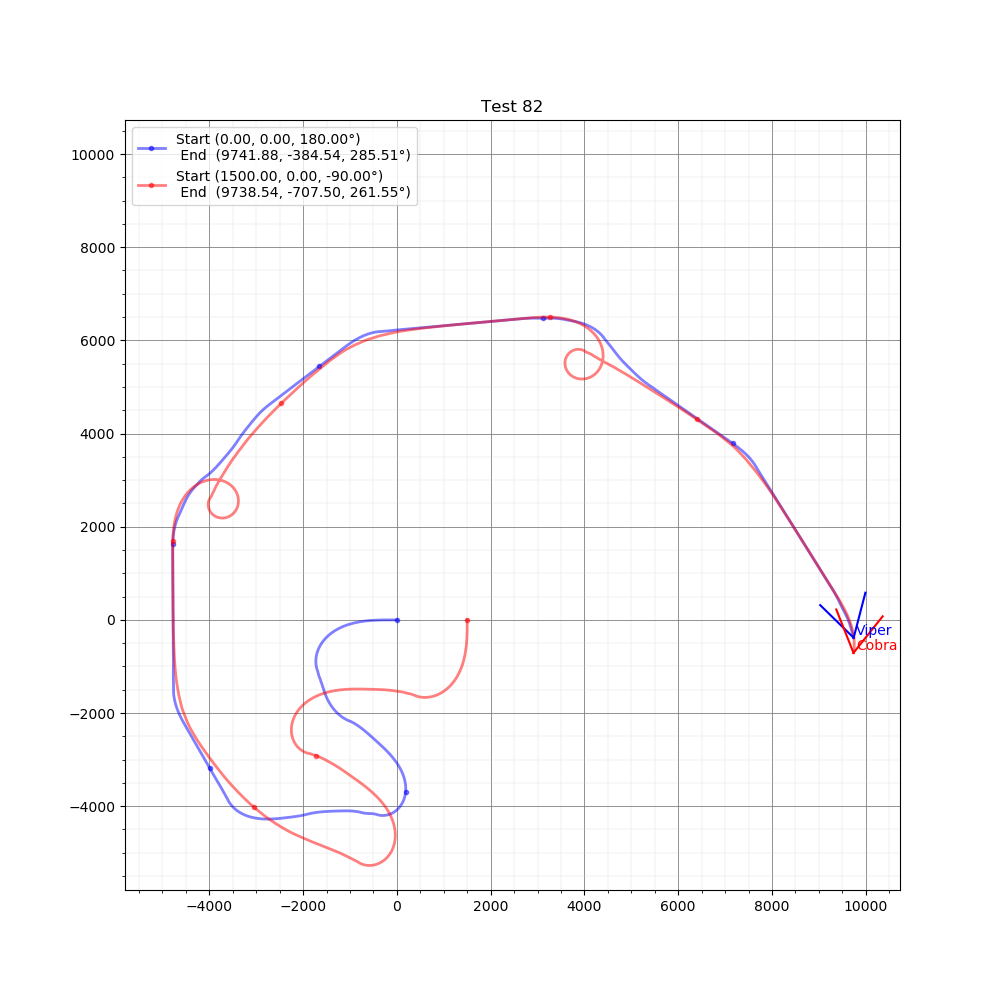 Test 82
Start (0.00, 0.00, 180.00°)
End  (9741.88, -384.54, 285.51°)
Start (1500.00, 0.00, -90.00°)
End  (9738.54, -707.50, 261.55°)
10000
8000
6000
4000
2000
0
−2000
−4000
Viper
Cobra
−4000 −2000 0 2000 4000 6000 8000 10000